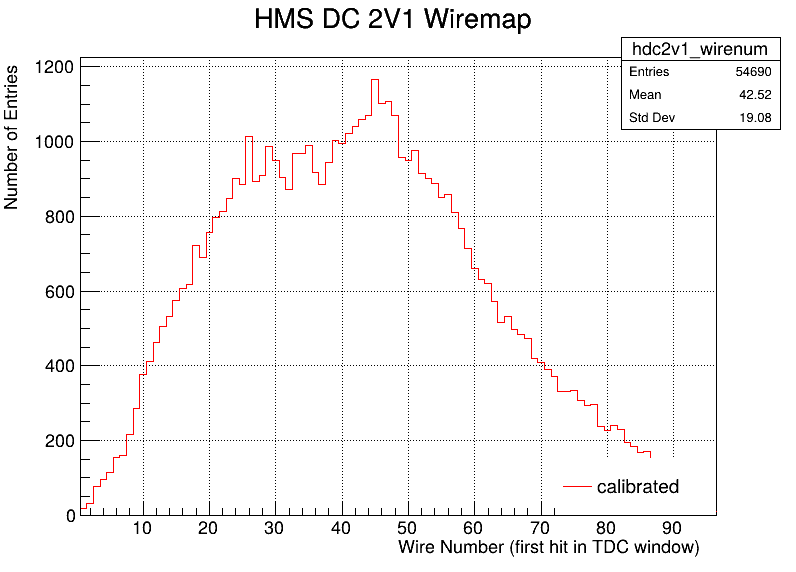 HMS DC 2V1 Wiremap
hdc2v1_wirenum
Entries 54690
Mean 42.52
Std Dev 19.08
Number of Entries
1200
1000
800
600
400
200
0
10 20 30 40 50 60 70 80 90
Wire Number (first hit in TDC window)
calibrated